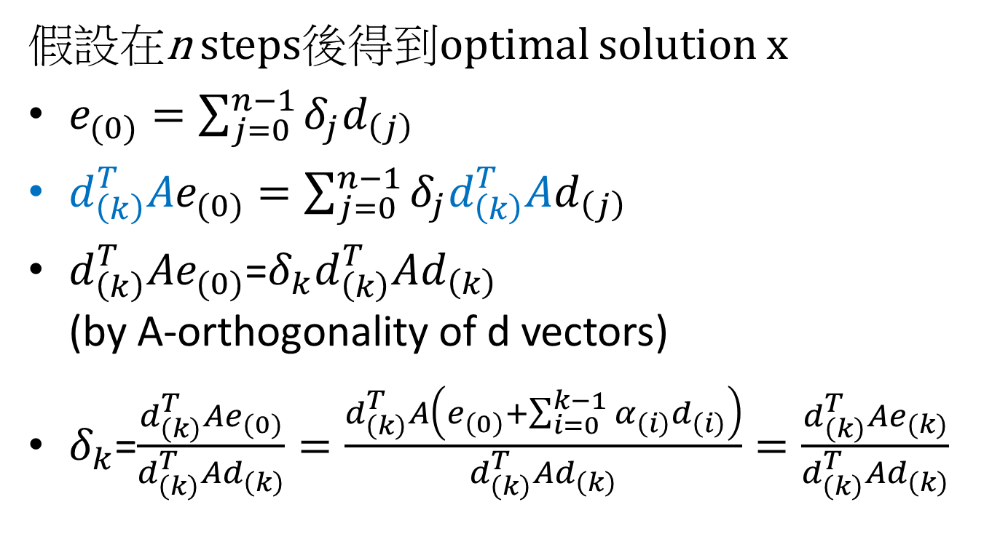 假設在n steps後得到optimal solution x
• e_{(0)} = \sum_{j=0}^{n-1} \delta_j d_{(j)}
• d_{(k)}^T A e_{(0)} = \sum_{j=0}^{n-1} \delta_j d_{(k)}^T A d_{(j)}
• d_{(k)}^T A e_{(0)} = \delta_k d_{(k)}^T A d_{(k)}
(by A-orthogonality of d vectors)
• \delta_k = \frac{d_{(k)}^T A e_{(0)}}{d_{(k)}^T A d_{(k)}} = \frac{d_{(k)}^T A \left( e_{(0)} + \sum_{i=0}^{k-1} \alpha_{(i)} d_{(i)} \right)}{d_{(k)}^T A d_{(k)}} = \frac{d_{(k)}^T A e_{(k)}}{d_{(k)}^T A d_{(k)}}